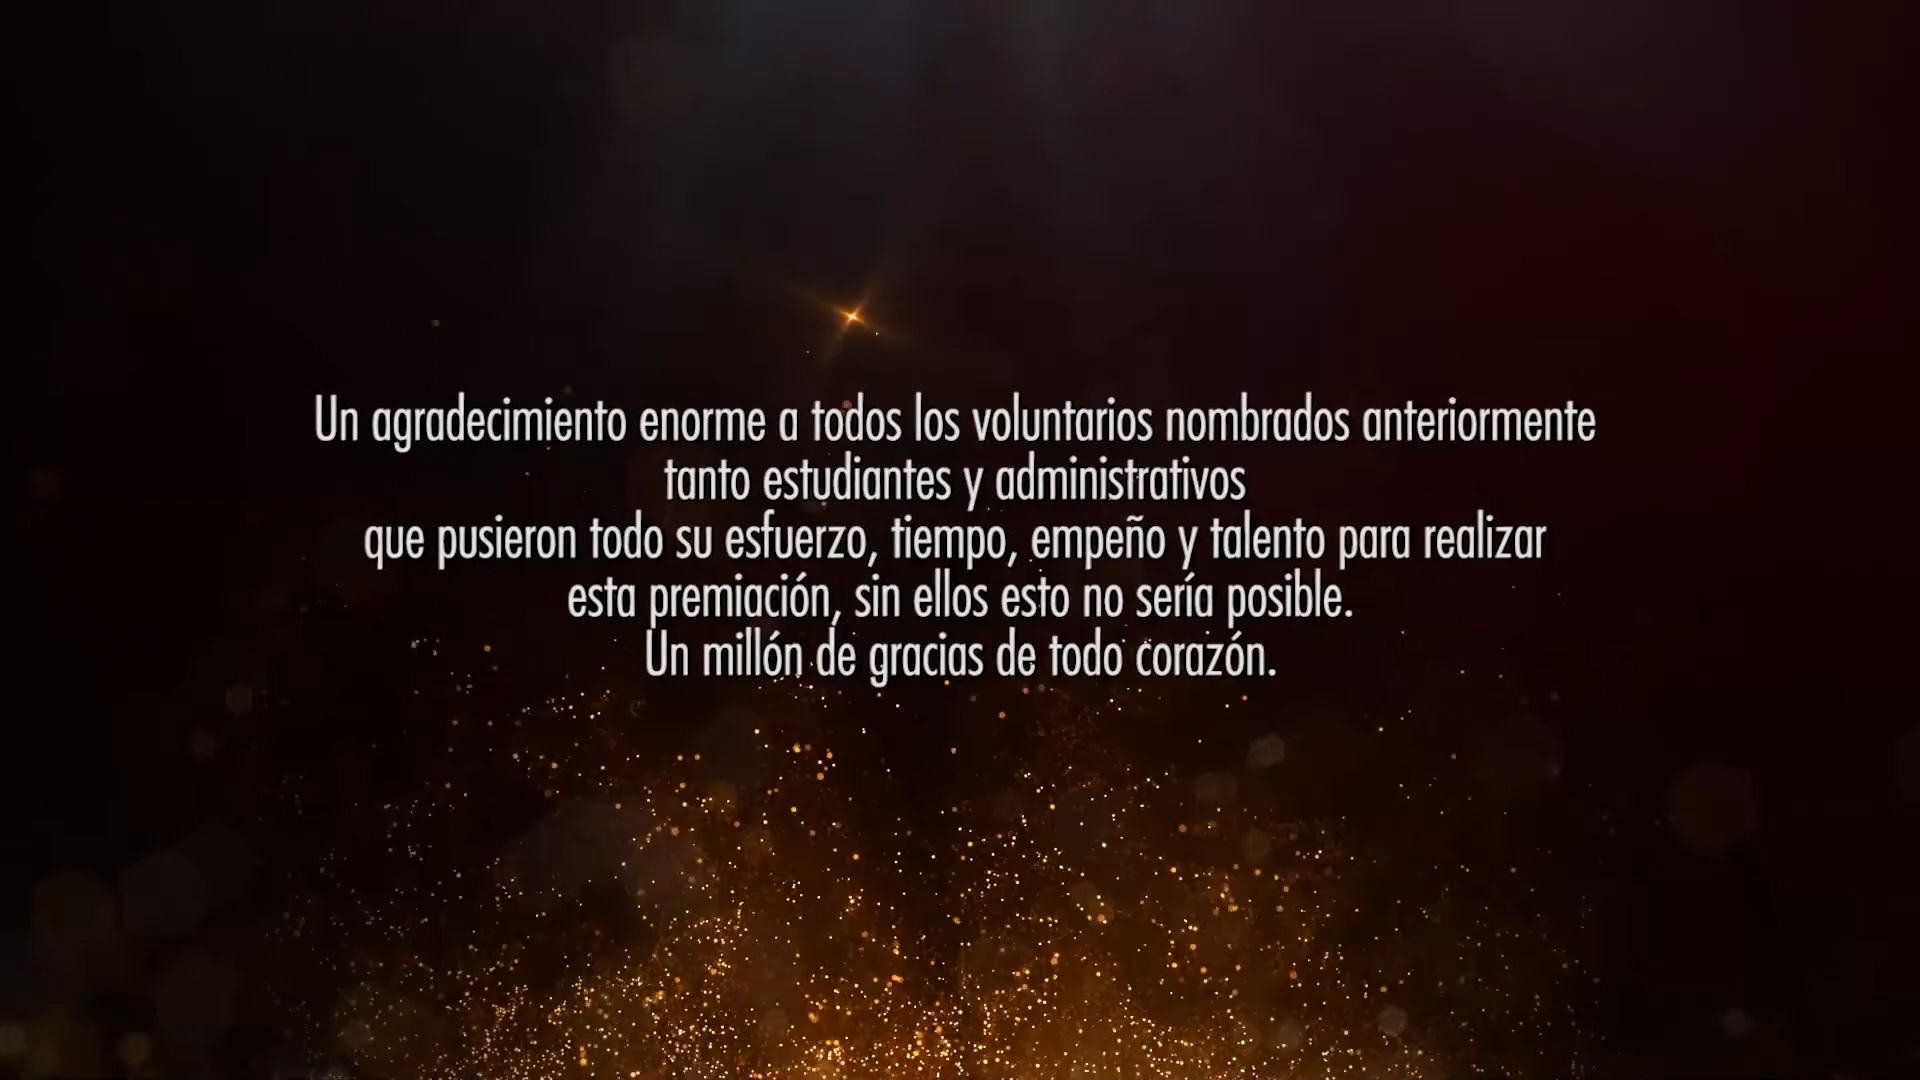 Un agradecimiento enorme a todos los voluntarios nombrados anteriormente
tanto estudiantes y administrativos
que pusieron todo su esfuerzo, tiempo, empeño y talento para realizar
esta premiación, sin ellos esto no sería posible.
Un millón de gracias de todo corazón.